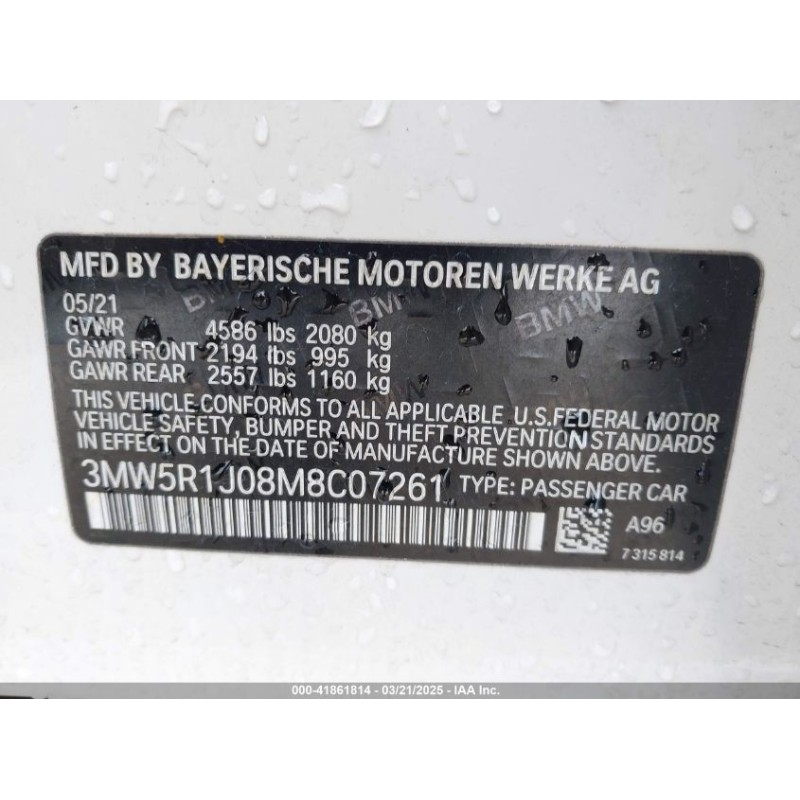 MFD BY BAYERISCHE MOTOREN WERKE AG
05/21
GVWR 4586 lbs 2080 kg
GAWR FRONT 2194 lbs 995 kg
GAWR REAR 2557 lbs 1160 kg
THIS VEHICLE CONFORMS TO ALL APPLICABLE U.S.FEDERAL MOTOR
VEHICLE SAFETY, BUMPER AND THEFT PREVENTION STANDARDS
IN EFFECT ON THE DATE OF MANUFACTURE SHOWN ABOVE.
3MW5R1J08M8C07261 TYPE: PASSENGER CAR
A96
7 315 814
BMW
BMW
000-41861814 - 03/21/2025 - IAA Inc.